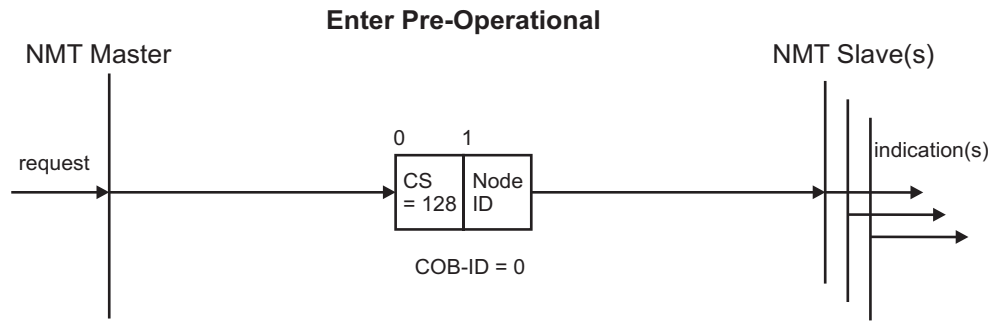 Enter Pre-Operational
NMT Master
NMT Slave(s)
0 1
request
indication(s)
CS
= 128
Node
ID
COB-ID = 0